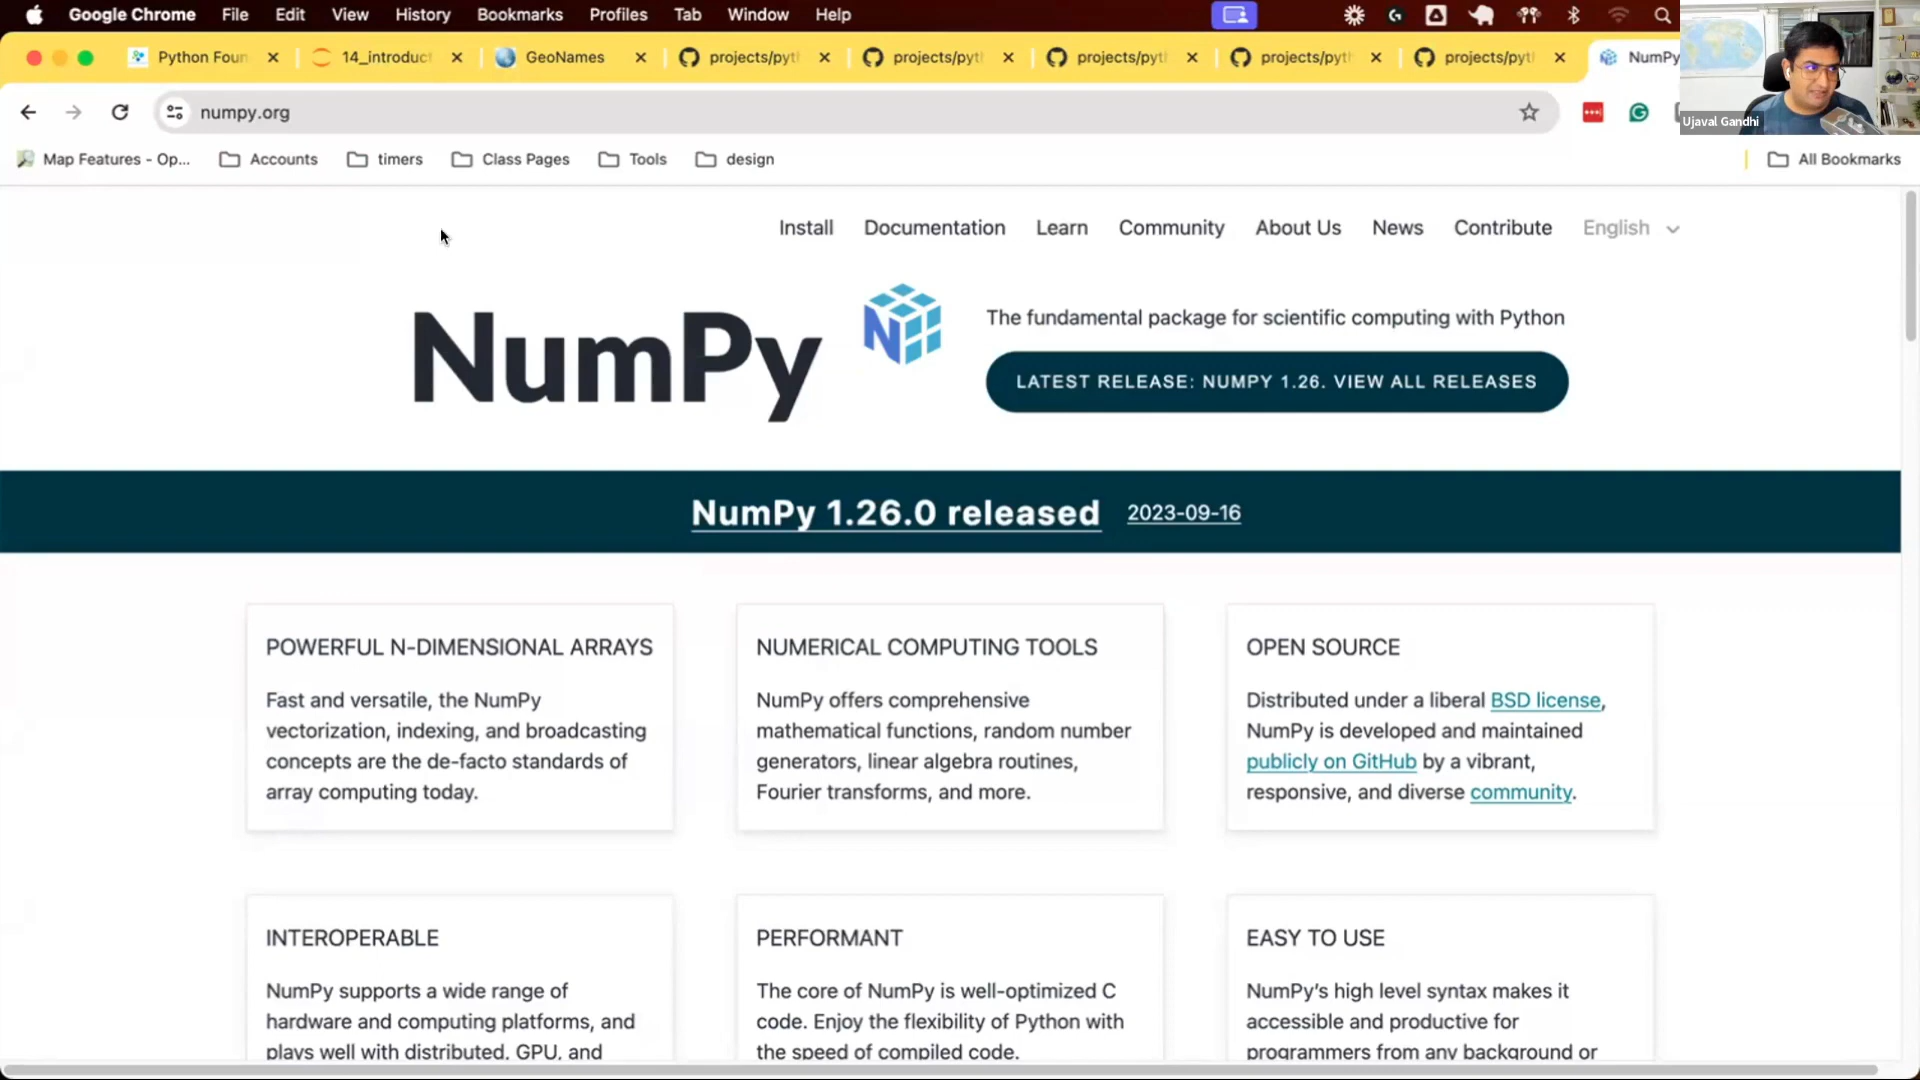 Google Chrome File Edit View History Bookmarks Profiles Tab Window Help
Python Foun 14_introduct GeoNames projects/pyt projects/pyt projects/pyt projects/pyt projects/pyt NumPy
numpy.org
Ujaval Gandhi
Map Features - Op... Accounts timers Class Pages Tools design All Bookmarks
Install Documentation Learn Community About Us News Contribute English
NumPy
The fundamental package for scientific computing with Python
LATEST RELEASE: NUMPY 1.26. VIEW ALL RELEASES
NumPy 1.26.0 released 2023-09-16
POWERFUL N-DIMENSIONAL ARRAYS
Fast and versatile, the NumPy
vectorization, indexing, and broadcasting
concepts are the de-facto standards of
array computing today.
NUMERICAL COMPUTING TOOLS
NumPy offers comprehensive
mathematical functions, random number
generators, linear algebra routines,
Fourier transforms, and more.
OPEN SOURCE
Distributed under a liberal BSD license,
NumPy is developed and maintained
publicly on GitHub by a vibrant,
responsive, and diverse community.
INTEROPERABLE
NumPy supports a wide range of
hardware and computing platforms, and
plays well with distributed, GPU, and
PERFORMANT
The core of NumPy is well-optimized C
code. Enjoy the flexibility of Python with
the speed of compiled code.
EASY TO USE
NumPy's high level syntax makes it
accessible and productive for
programmers from any background or